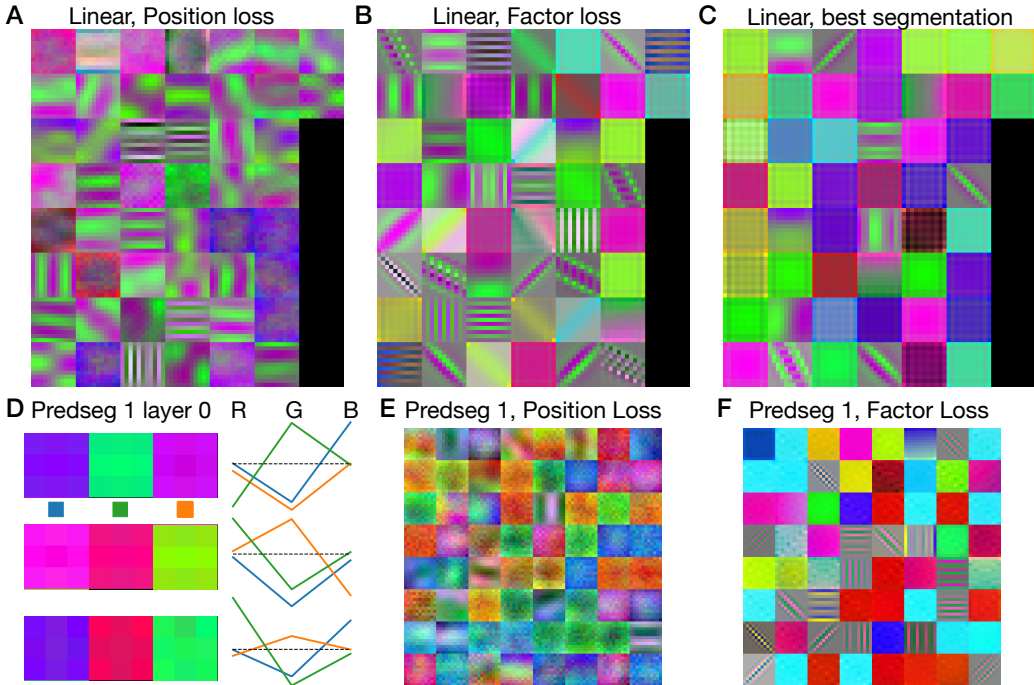 A Linear, Position loss
B Linear, Factor loss
C Linear, best segmentation
D Predseg 1 layer 0 R G B
E Predseg 1, Position Loss
F Predseg 1, Factor Loss